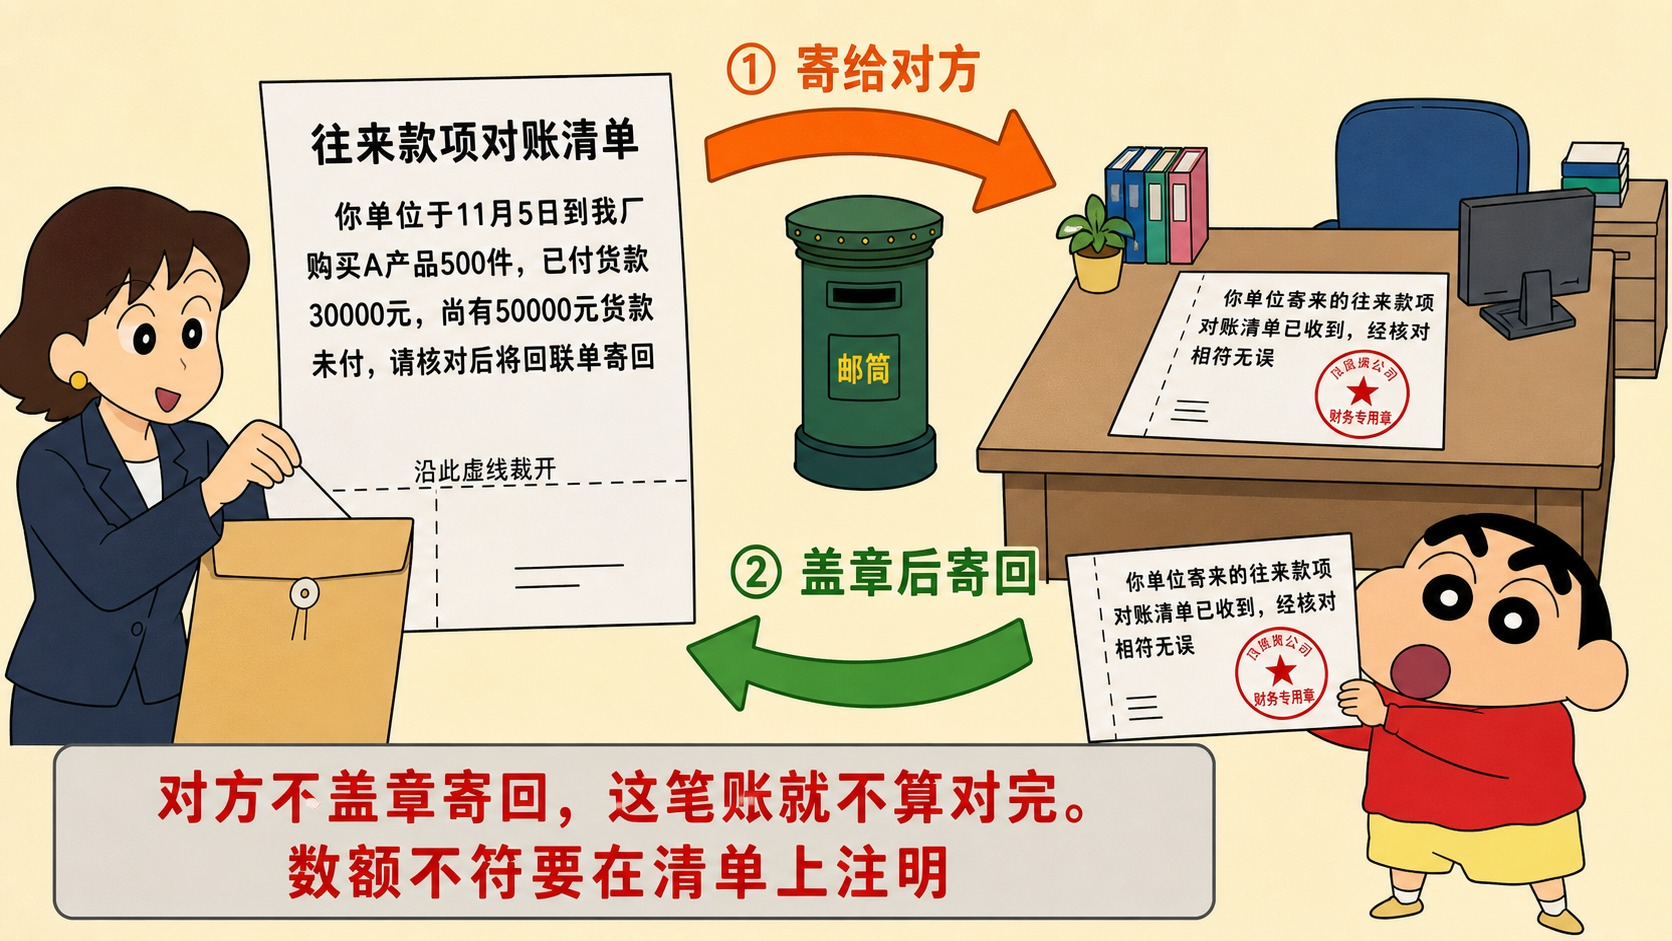 ① 寄给对方
往来款项对账清单
你单位于11月5日到我厂
购买A产品500件，已付货款
30000元，尚有50000元货款
未付，请核对后将回联单寄回
沿此虚线裁开
邮筒
你单位寄来的往来款项
对账清单已收到，经核对
相符无误
公司
财务专用章
② 盖章后寄回
你单位寄来的往来款项
对账清单已收到，经核对
相符无误
公司
财务专用章
对方不盖章寄回，这笔账就不算对完。
数额不符要在清单上注明